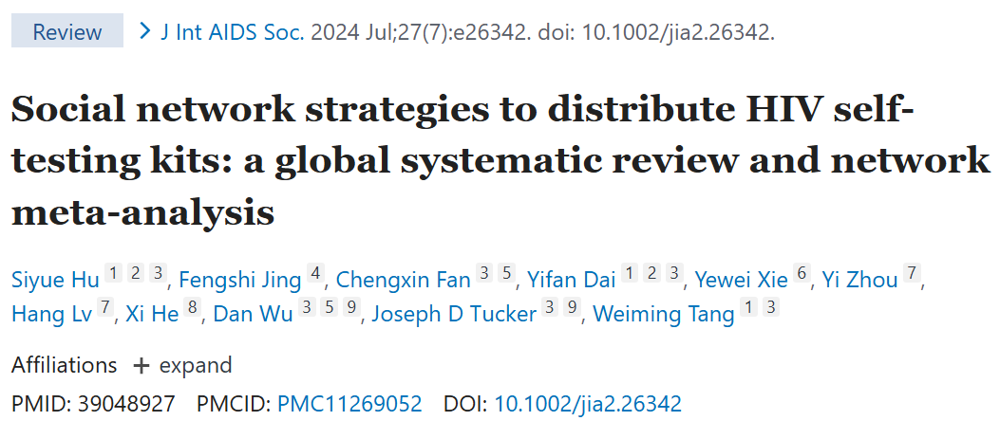 Review > J Int AIDS Soc. 2024 Jul;27(7):e26342. doi: 10.1002/jia2.26342.
Social network strategies to distribute HIV self-
testing kits: a global systematic review and network
meta-analysis
Siyue Hu 1 2 3, Fengshi Jing 4, Chengxin Fan 3 5, Yifan Dai 1 2 3, Yewei Xie 6, Yi Zhou 7,
Hang Lv 7, Xi He 8, Dan Wu 3 5 9, Joseph D Tucker 3 9, Weiming Tang 1 3
Affiliations + expand
PMID: 39048927 PMCID: PMC11269052 DOI: 10.1002/jia2.26342